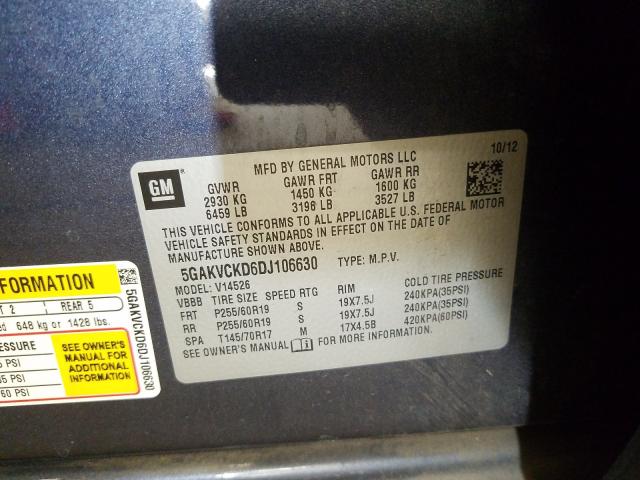 10/12
MFD BY GENERAL MOTORS LLC
GM
GVWR GAWR FRT GAWR RR
2930 KG 1450 KG 1600 KG
6459 LB 3198 LB 3527 LB
THIS VEHICLE CONFORMS TO ALL APPLICABLE U.S. FEDERAL MOTOR
VEHICLE SAFETY STANDARDS IN EFFECT ON THE DATE OF
MANUFACTURE SHOWN ABOVE.
5GAKVCKD6DJ106630 TYPE: M.P.V.
MODEL: V14526
VBBB TIRE SIZE SPEED RTG RIM COLD TIRE PRESSURE
FRT P255/60R19 S 19X7.5J 240KPA(35PSI)
RR P255/60R19 S 19X7.5J 240KPA(35PSI)
SPA T145/70R17 M 17X4.5B 420KPA(60PSI)
SEE OWNER'S MANUAL i FOR MORE INFORMATION.
FORMATION
2 REAR 5
648 kg or 1428 lbs.
SEE OWNER'S
MANUAL FOR
ADDITIONAL
INFORMATION
PSI
PSI
60 PSI
5GAKVCKD6DJ106630